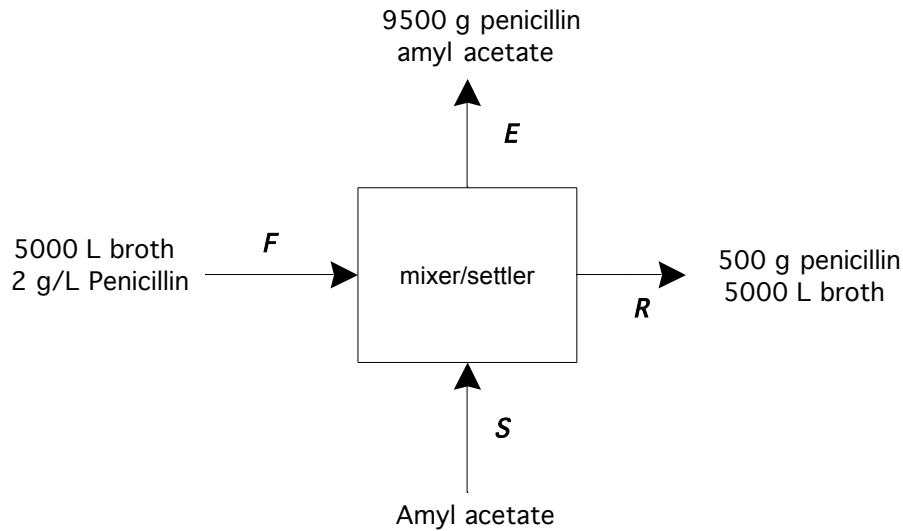 9500 g penicillin
amyl acetate
E
5000 L broth
2 g/L Penicillin
F
mixer/settler
R
500 g penicillin
5000 L broth
S
Amyl acetate